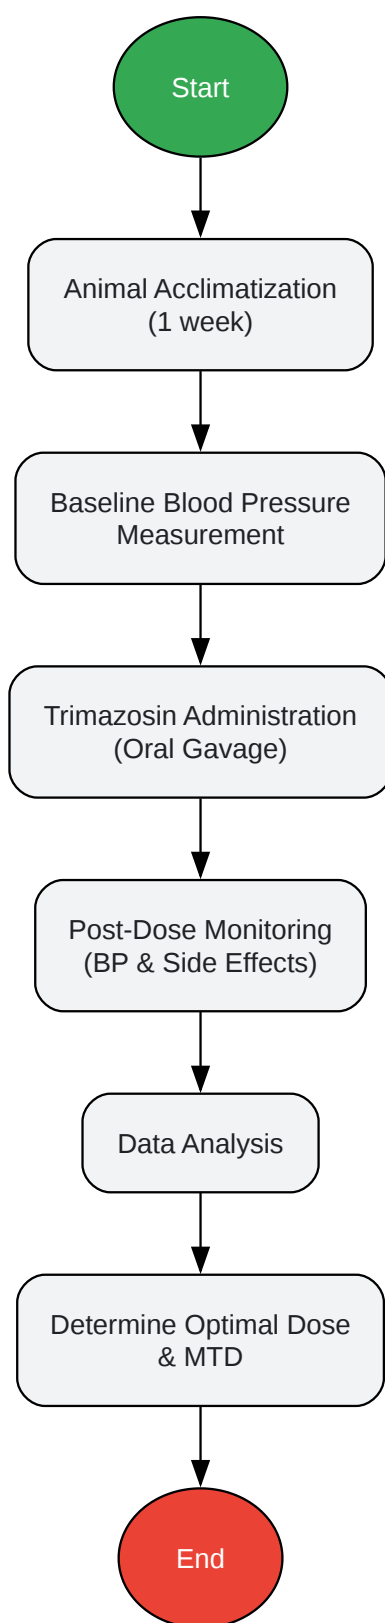 Start
Animal Acclimatization
(1 week)
Baseline Blood Pressure
Measurement
Trimazosin Administration
(Oral Gavage)
Post-Dose Monitoring
(BP & Side Effects)
Data Analysis
Determine Optimal Dose
& MTD
End